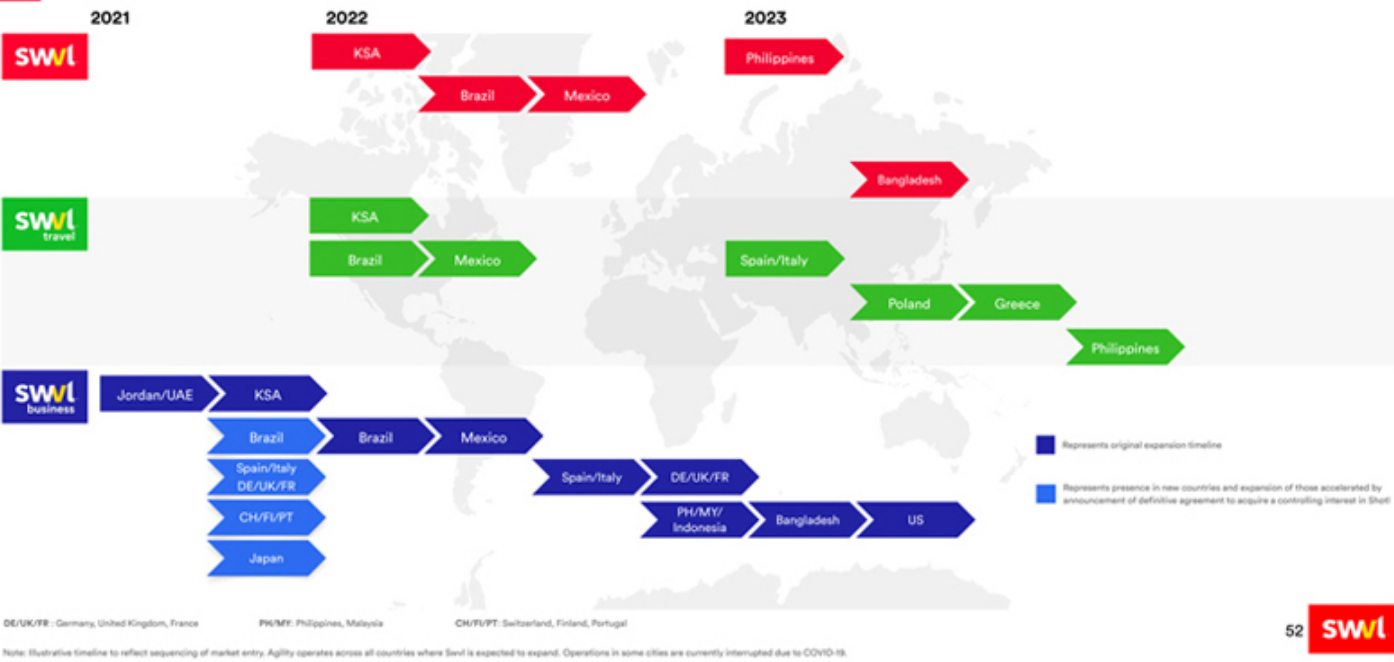 2021 2022 2023
swvl
KSA
Philippines
Brazil
Mexico
Bangladesh
swvl
travel
KSA
Brazil
Mexico
Spain/Italy
Poland
Greece
Philippines
swvl
business
Jordan/UAE
KSA
Brazil
Brazil
Mexico
Spain/Italy
DE/UK/FR
Spain/Italy
DE/UK/FR
CH/FI/PT
PH/MY/
Indonesia
Bangladesh
US
Japan
Represents original expansion timeline
Represents presence in new countries and expansion of those accelerated by
announcement of definitive agreement to acquire a controlling interest in Shotl
DE/UK/FR : Germany, United Kingdom, France
PH/MY: Philippines, Malaysia
CH/FI/PT: Switzerland, Finland, Portugal
52
swvl
Note: Illustrative timeline to reflect sequencing of market entry. Agility operates across all countries where Swvl is expected to expand. Operations in some cities are currently interrupted due to COVID-19.